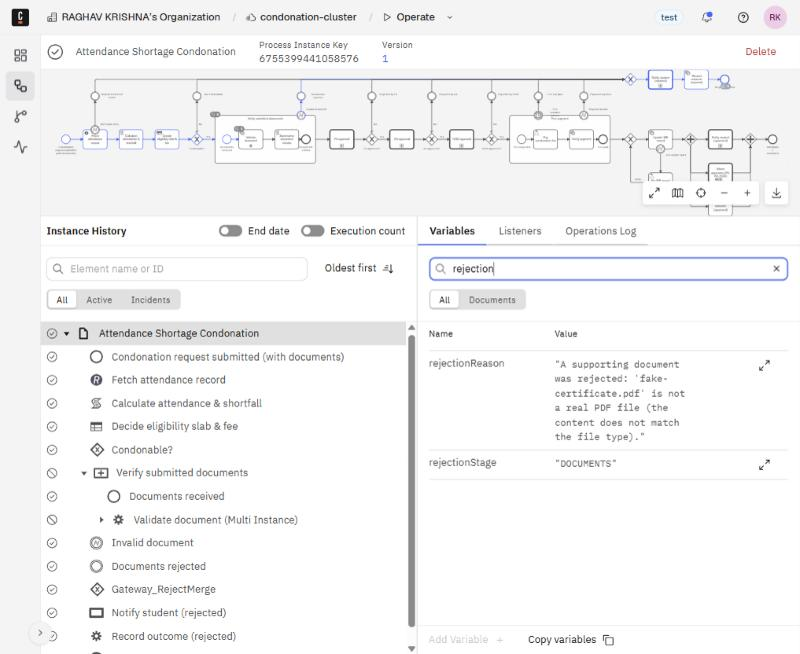 RAGHAV KRISHNA's Organization / condonation-cluster / Operate
test
RK
Attendance Shortage Condonation
Process Instance Key
6755399441058576
Version
1
Delete
Instance History
End date
Execution count
Element name or ID
Oldest first
All
Active
Incidents
Attendance Shortage Condonation
Condonation request submitted (with documents)
Fetch attendance record
Calculate attendance & shortfall
Decide eligibility slab & fee
Condonable?
Verify submitted documents
Documents received
Validate document (Multi Instance)
Invalid document
Documents rejected
Gateway_RejectMerge
Notify student (rejected)
Record outcome (rejected)
Variables
Listeners
Operations Log
rejection
All
Documents
Name
Value
rejectionReason
"A supporting document
was rejected: 'fake-
certificate.pdf' is not
a real PDF file (the
content does not match
the file type)."
rejectionStage
"DOCUMENTS"
Add Variable +
Copy variables